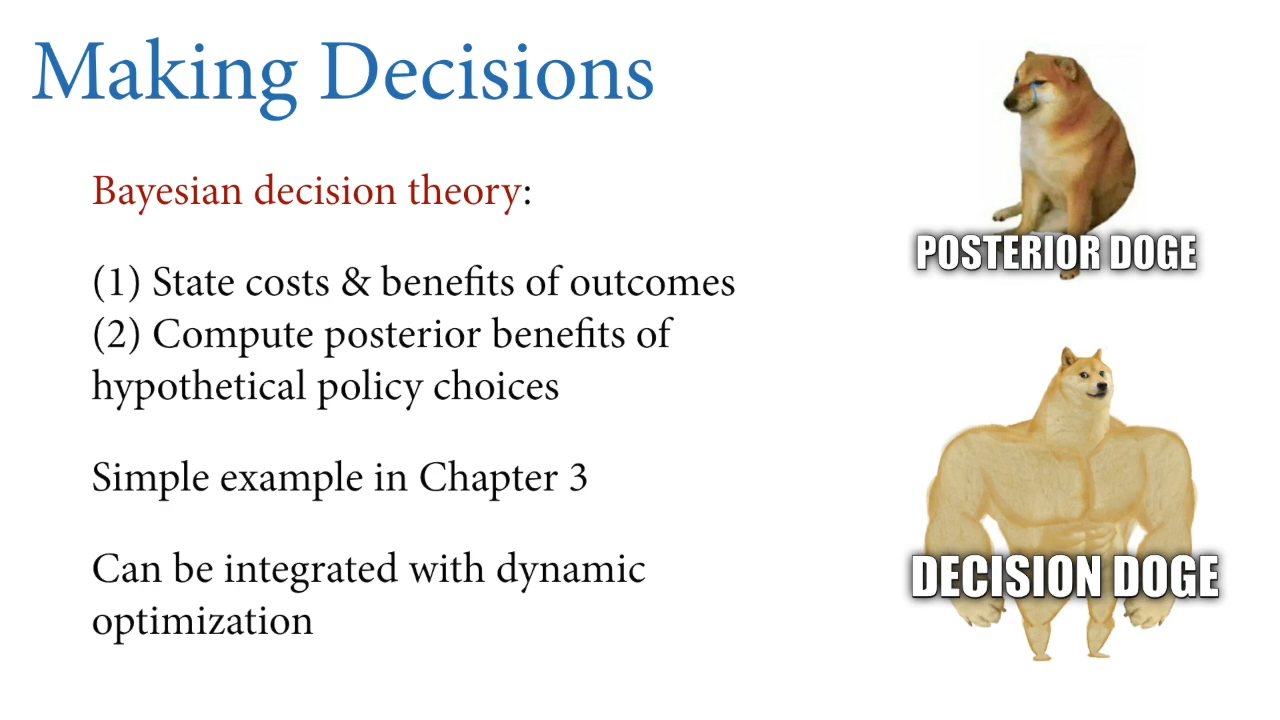 Making Decisions
Bayesian decision theory:
(1) State costs & benefits of outcomes
(2) Compute posterior benefits of
hypothetical policy choices
Simple example in Chapter 3
Can be integrated with dynamic
optimization
POSTERIOR DOGE
DECISION DOGE